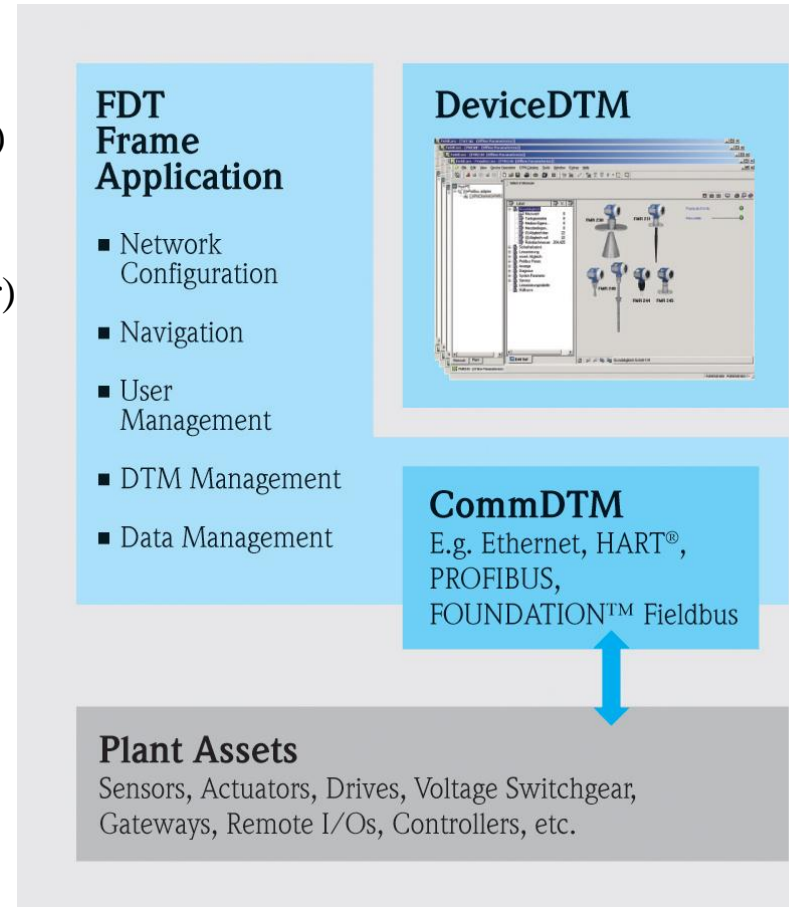 )
r)
FDT
Frame
Application
■ Network
Configuration
■ Navigation
■ User
Management
■ DTM Management
■ Data Management
DeviceDTM
CommDTM
E.g. Ethernet, HART®,
PROFIBUS,
FOUNDATION™ Fieldbus
Plant Assets
Sensors, Actuators, Drives, Voltage Switchgear,
Gateways, Remote I/Os, Controllers, etc.